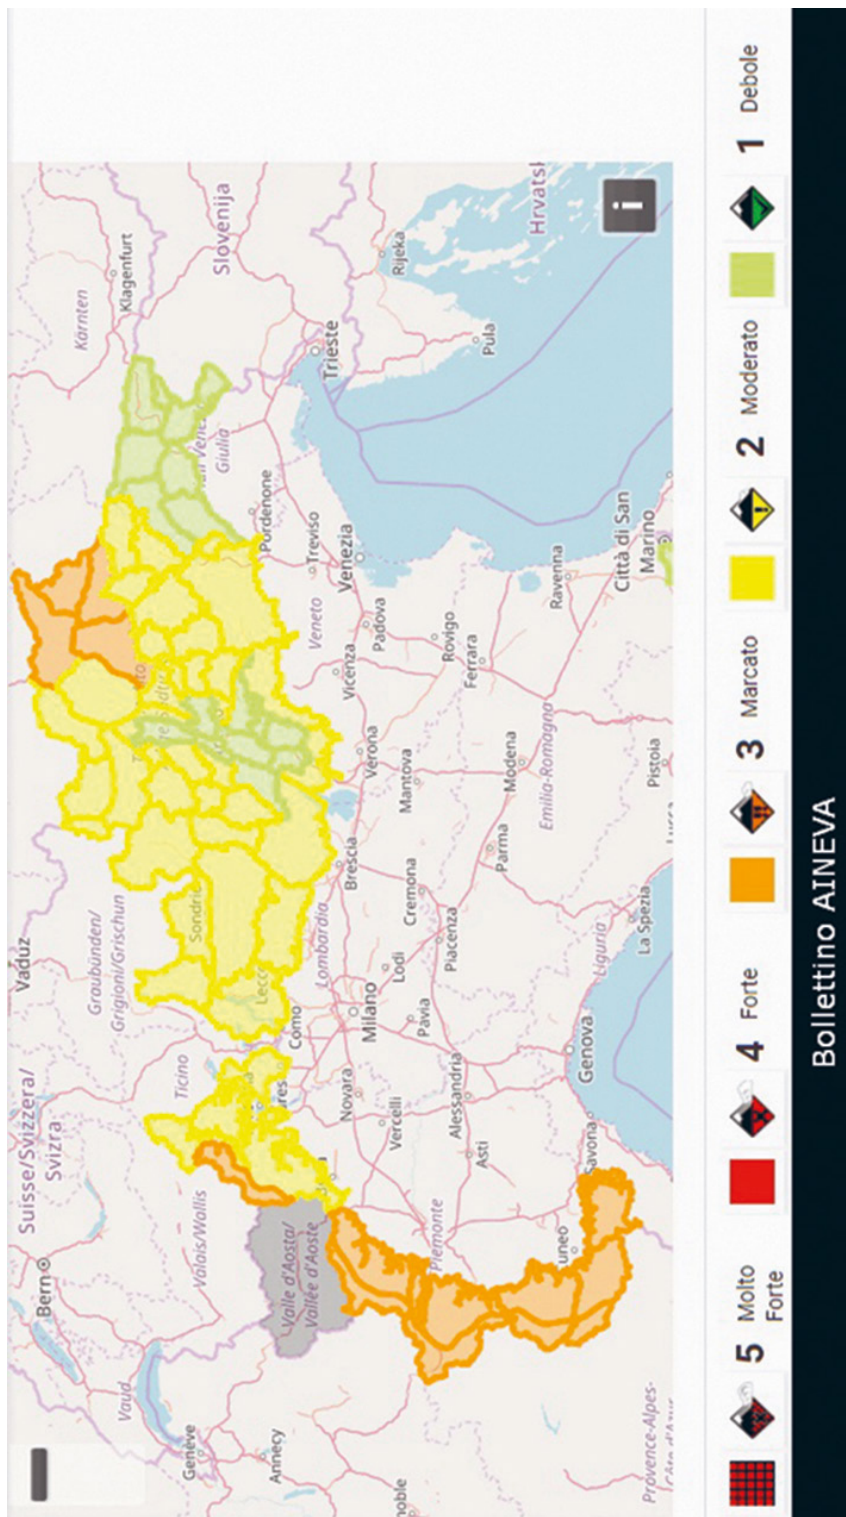 Suisse/Svizzera/
Svizra
Vaduz
Graubünden/
Grigioni/Grischun
Kärnten
Klagenfurt
Slovenija
Bern
Vaud
Genève
Annecy
Valais/Wallis
Ticino
Valle d'Aosta/
Vallée d'Aoste
Como
Lecco
Sondrio
Lombardia
Novara
Milano
Vercelli
Pavia
Lodi
Brescia
Cremona
Piacenza
Verona
Mantova
Vicenza
Veneto
Padova
Treviso
Venezia
Pordenone
Giulia
Trieste
Rijeka
Pula
Rovigo
Ferrara
Ravenna
Città di San
Marino
Emilia-Romagna
Modena
Parma
Pistoia
La Spezia
Liguria
Genova
Alessandria
Asti
Savona
Piemonte
Provence-Alpes-
i
5 Molto
Forte
4 Forte
3 Marcato
2 Moderato
1 Debole
Bollettino AINEVA